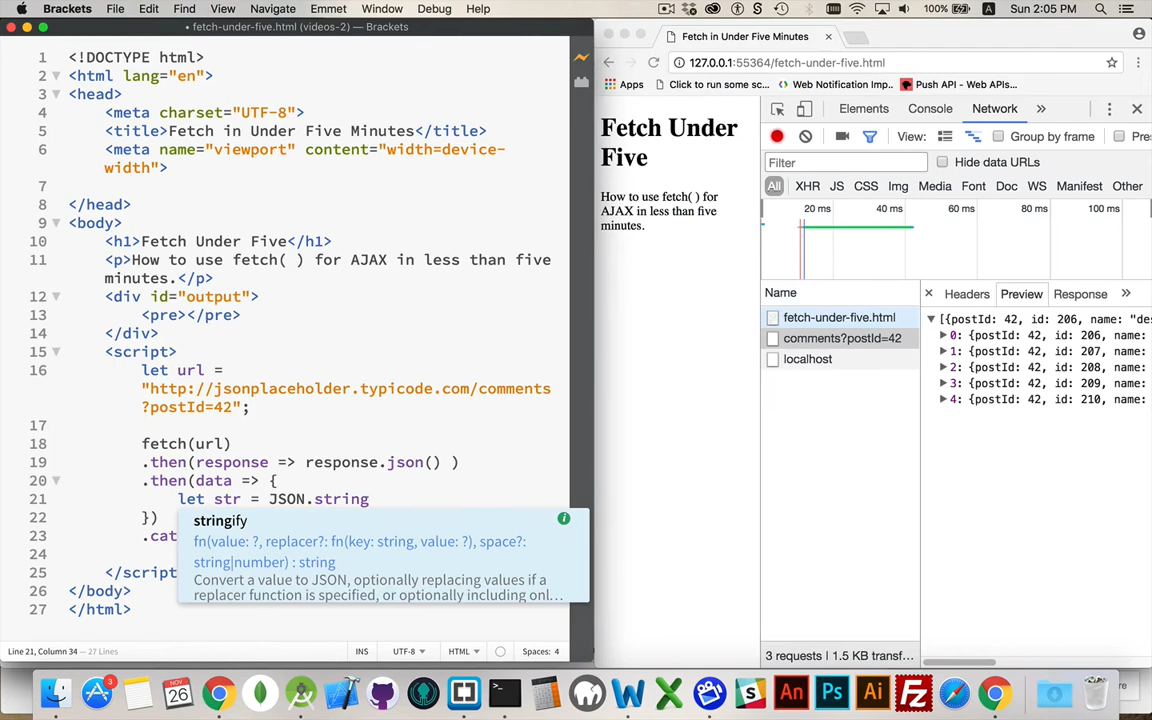 Brackets File Edit Find View Navigate Emmet Window Debug Help
100% A Sun 2:05 PM
• fetch-under-five.html (videos-2) — Brackets
1 <!DOCTYPE html>
2 <html lang="en">
3 <head>
4 <meta charset="UTF-8">
5 <title>Fetch in Under Five Minutes</title>
6 <meta name="viewport" content="width=device-
width">
7
8 </head>
9 <body>
10 <h1>Fetch Under Five</h1>
11 <p>How to use fetch( ) for AJAX in less than five
minutes.</p>
12 <div id="output">
13 <pre></pre>
14 </div>
15 <script>
16 let url =
"http://jsonplaceholder.typicode.com/comments
?postId=42";
17
18 fetch(url)
19 .then(response => response.json() )
20 .then(data => {
21 let str = JSON.string
22 })
23 .cat
24
25 </script
26 </body>
27 </html>
stringify
fn(value: ?, replacer?: fn(key: string, value: ?), space?:
string|number) : string
Convert a value to JSON, optionally replacing values if a
replacer function is specified, or optionally including onl...
Line 21, Column 34 — 27 Lines
INS UTF-8 HTML Spaces: 4
Fetch in Under Five Minutes
127.0.0.1:55364/fetch-under-five.html
Apps Click to run some sc... Web Notification Imp.. Push API - Web APIs...
Fetch Under
Five
How to use fetch( ) for
AJAX in less than five
minutes.
Elements Console Network »
View: Group by frame Pre
Filter Hide data URLs
All XHR JS CSS Img Media Font Doc WS Manifest Other
20 ms 40 ms 60 ms 80 ms 100 ms
Name
fetch-under-five.html
comments?postId=42
localhost
Headers Preview Response »
[{postId: 42, id: 206, name: "des
0: {postId: 42, id: 206, name:
1: {postId: 42, id: 207, name:
2: {postId: 42, id: 208, name:
3: {postId: 42, id: 209, name:
4: {postId: 42, id: 210, name:
3 requests | 1.5 KB transf...
3
NOV
26
W
X
S
An
Ps
Ai
Fz